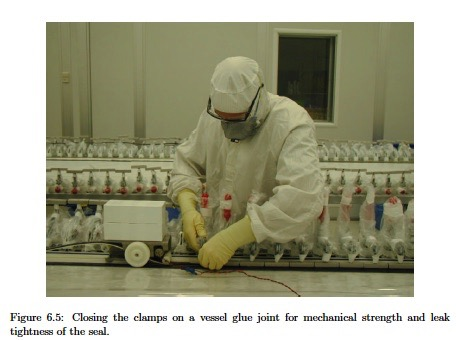 Figure 6.5: Closing the clamps on a vessel glue joint for mechanical strength and leak
tightness of the seal.